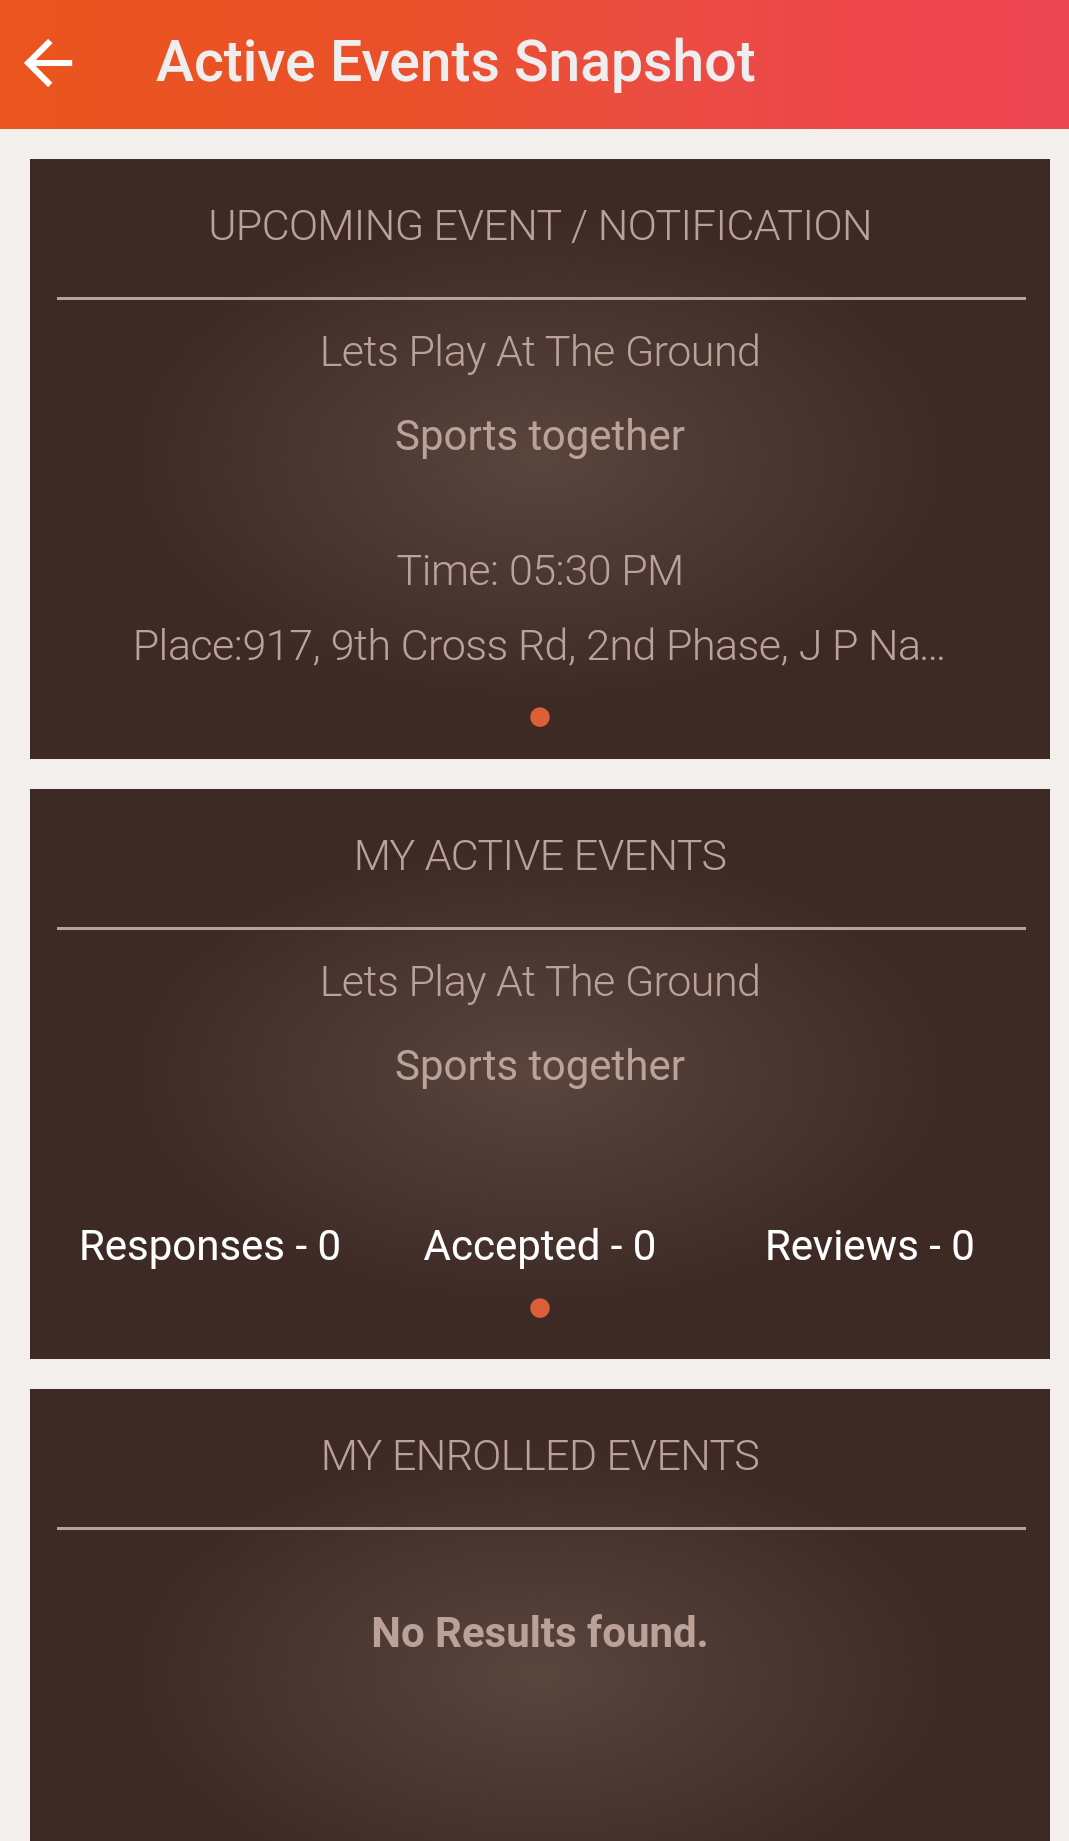 Active Events Snapshot
UPCOMING EVENT / NOTIFICATION
Lets Play At The Ground
Sports together
Time: 05:30 PM
Place:917, 9th Cross Rd, 2nd Phase, J P Na...
MY ACTIVE EVENTS
Lets Play At The Ground
Sports together
Responses - 0 Accepted - 0 Reviews - 0
MY ENROLLED EVENTS
No Results found.